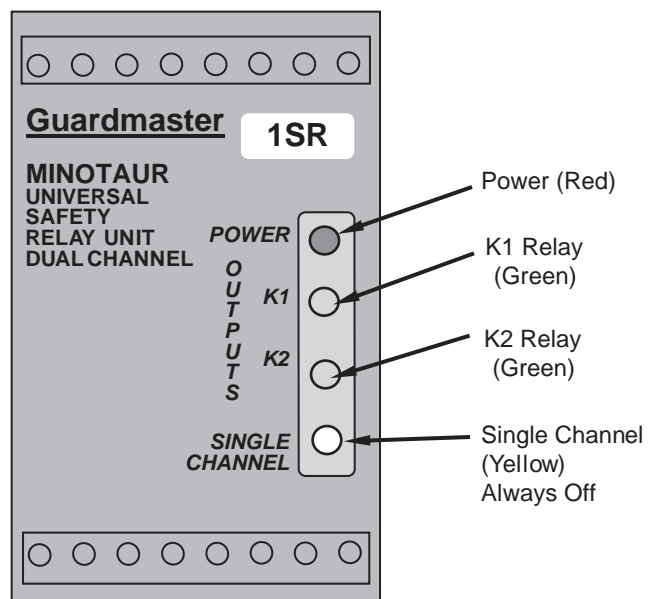 Guardmaster
1SR
MINOTAUR
UNIVERSAL
SAFETY
RELAY UNIT
DUAL CHANNEL
POWER
OUTPUTS
K1
K2
SINGLE
CHANNEL
Power (Red)
K1 Relay
(Green)
K2 Relay
(Green)
Single Channel
(Yellow)
Always Off